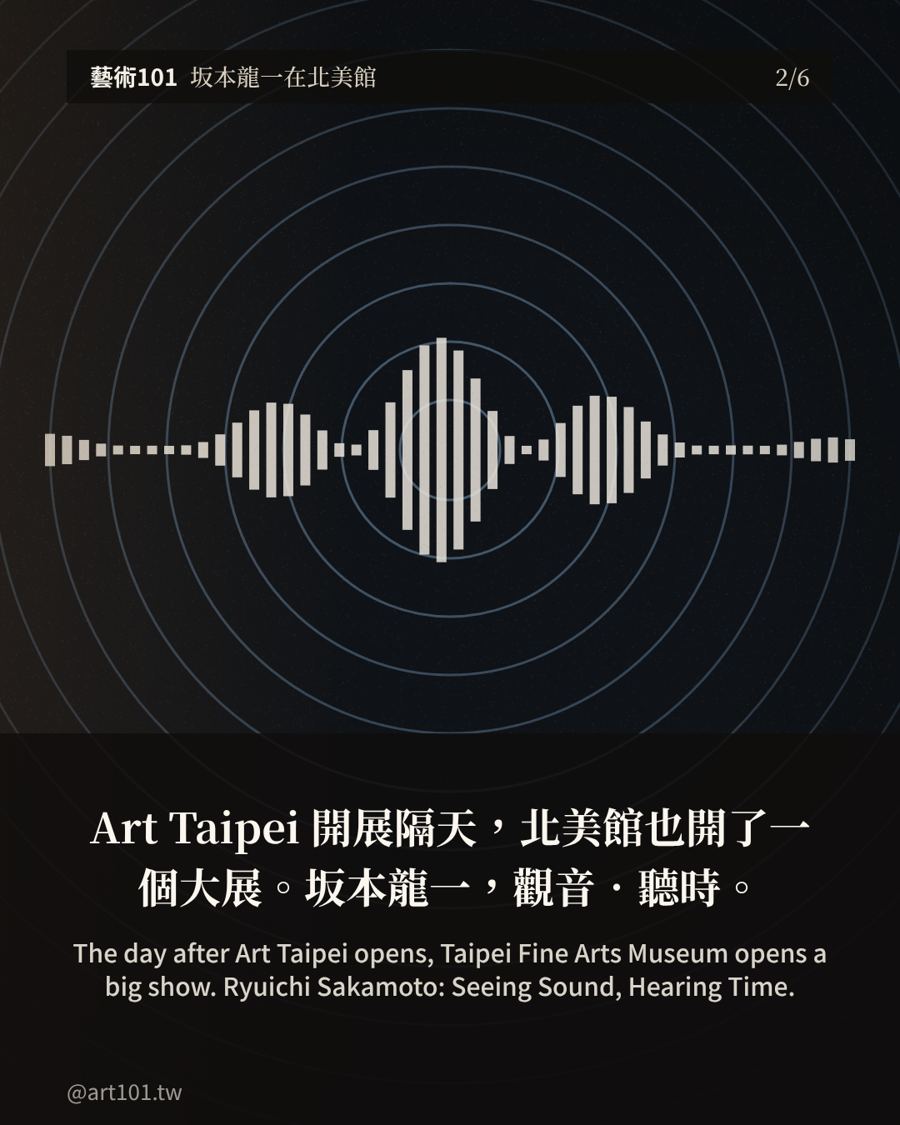 藝術101 坂本龍一在北美館
2/6
Art Taipei 開展隔天，北美館也開了一
個大展。坂本龍一，觀音・聽時。
The day after Art Taipei opens, Taipei Fine Arts Museum opens a
big show. Ryuichi Sakamoto: Seeing Sound, Hearing Time.
@art101.tw